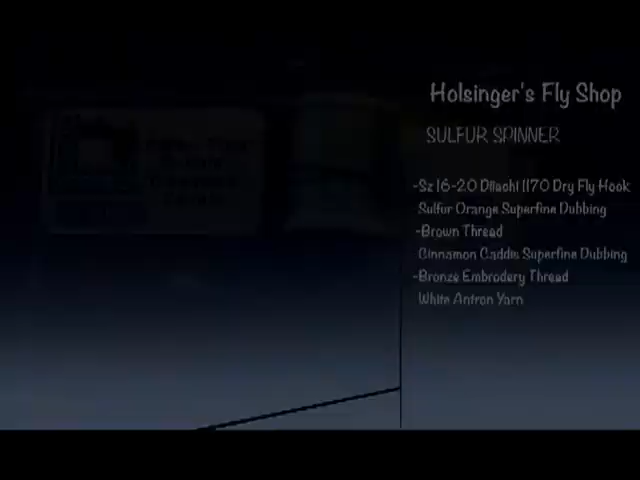 Holsinger's Fly Shop
SULFUR SPINNER
-Sz 16-20 Diiachi 1170 Dry Fly Hook
Sulfur Orange Superfine Dubbing
-Brown Thread
Cinnamon Caddis Superfine Dubbing
-Bronze Embrodery Thread
White Antron Yarn